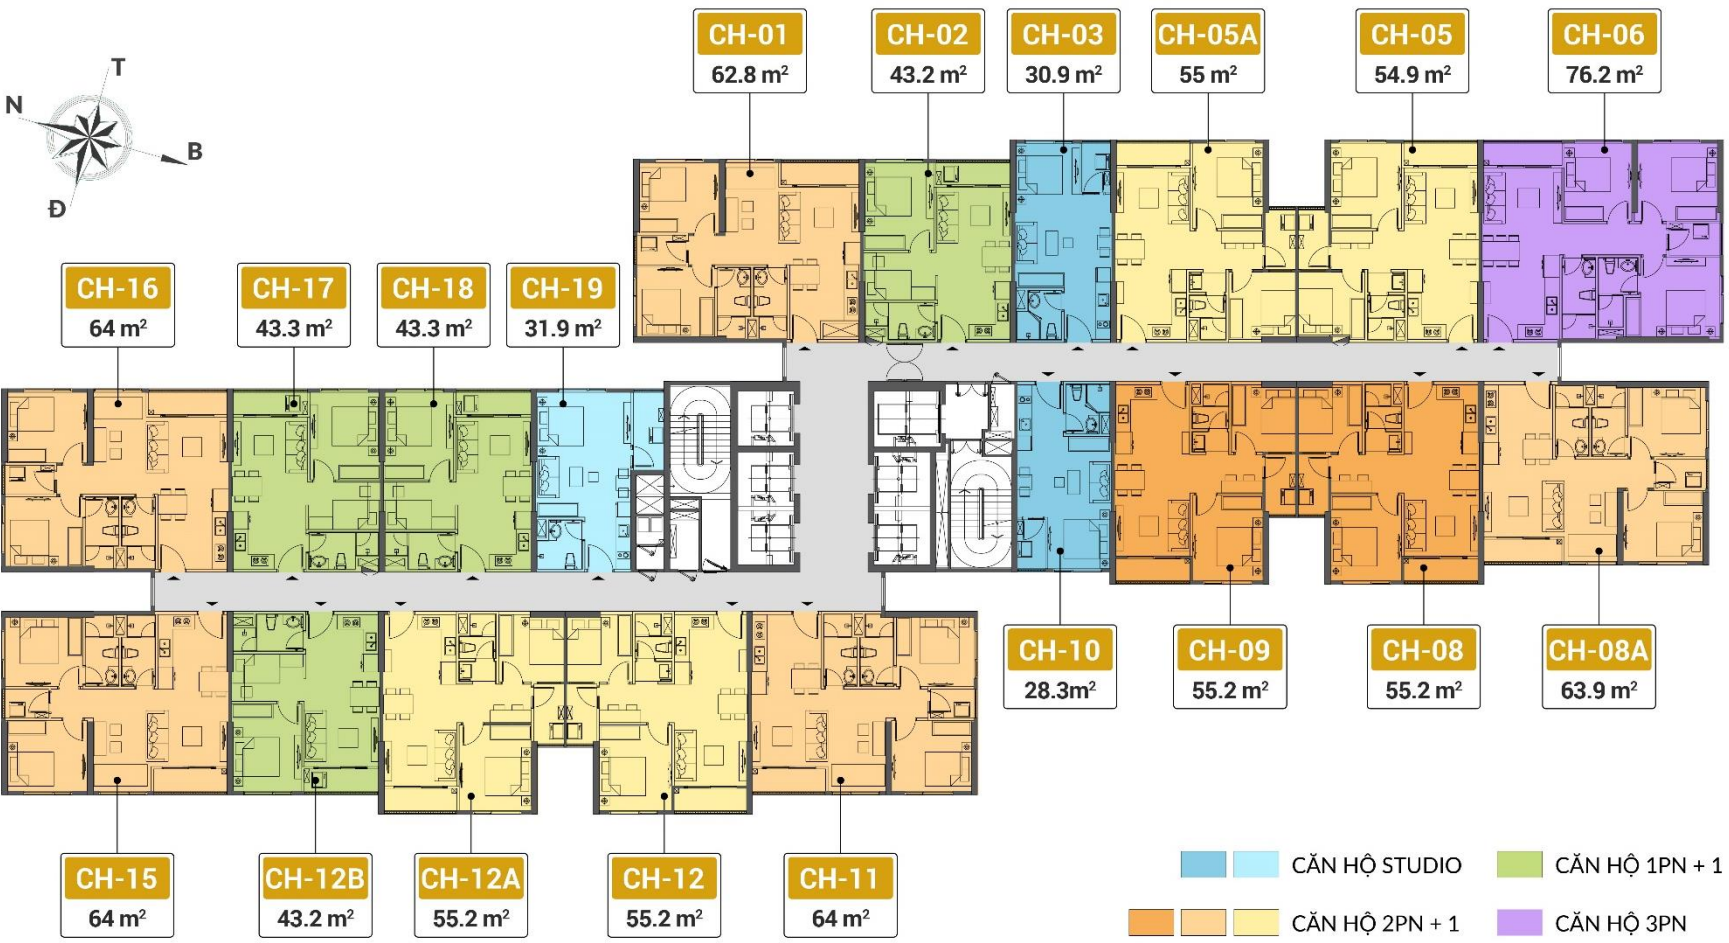 CH-01
62.8 m²
CH-02
43.2 m²
CH-03
30.9 m²
CH-05A
55 m²
CH-05
54.9 m²
CH-06
76.2 m²
T
N
B
Đ
CH-16
64 m²
CH-17
43.3 m²
CH-18
43.3 m²
CH-19
31.9 m²
CH-10
28.3m²
CH-09
55.2 m²
CH-08
55.2 m²
CH-08A
63.9 m²
CH-15
64 m²
CH-12B
43.2 m²
CH-12A
55.2 m²
CH-12
55.2 m²
CH-11
64 m²
CĂN HỘ STUDIO
CĂN HỘ 1PN + 1
CĂN HỘ 2PN + 1
CĂN HỘ 3PN